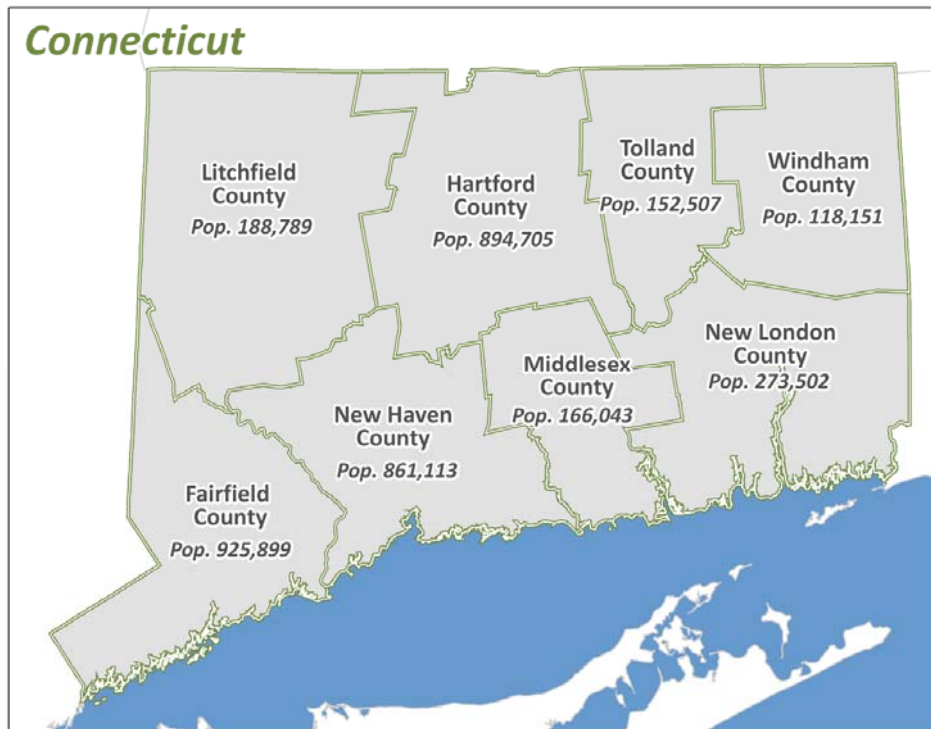 Connecticut
Litchfield
County
Pop. 188,789
Hartford
County
Pop. 894,705
Tolland
County
Pop. 152,507
Windham
County
Pop. 118,151
New London
County
Pop. 273,502
Middlesex
County
Pop. 166,043
New Haven
County
Pop. 861,113
Fairfield
County
Pop. 925,899